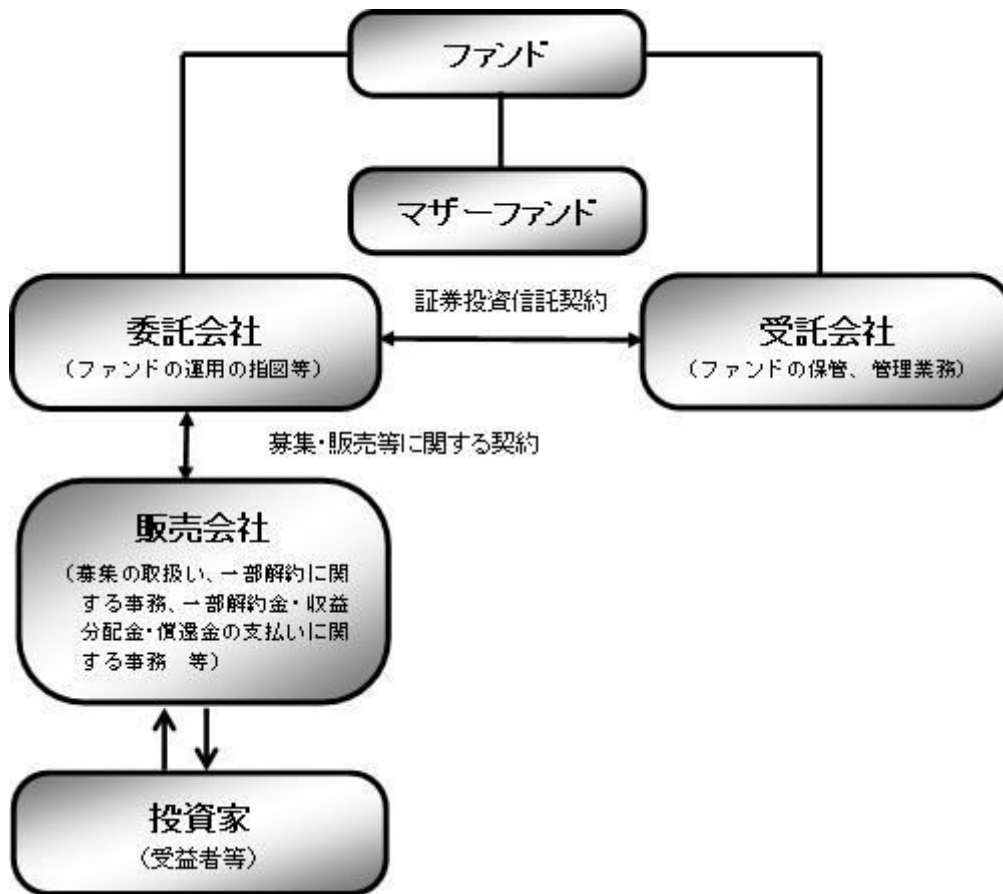 ファンド
マザーファンド
証券投資信託契約
委託会社
(ファンドの運用の指図等)
受託会社
(ファンドの保管、管理業務)
募集・販売等に関する契約
販売会社
(募集の取扱い、一部解約に関
する事務、一部解約金・収益
分配金・償還金の支払いに関
する事務　等)
投資家
(受益者等)